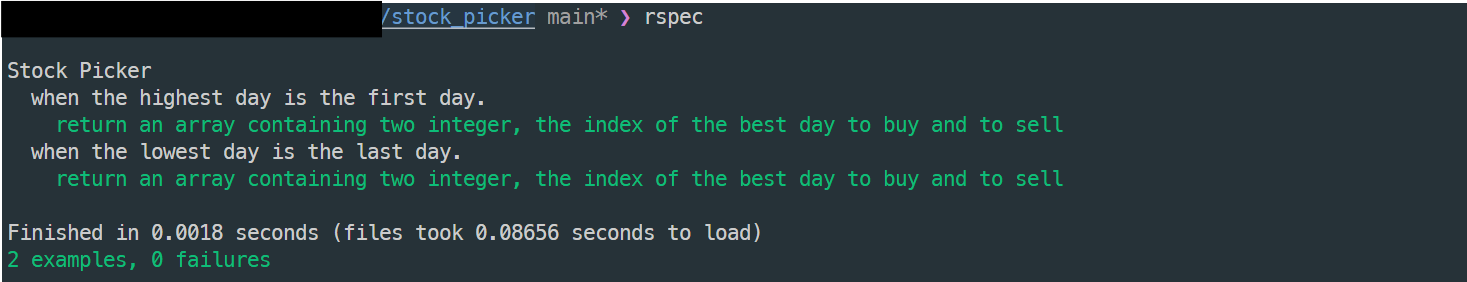 /stock_picker main* ❯ rspec
Stock Picker
when the highest day is the first day.
return an array containing two integer, the index of the best day to buy and to sell
when the lowest day is the last day.
return an array containing two integer, the index of the best day to buy and to sell
Finished in 0.0018 seconds (files took 0.08656 seconds to load)
2 examples, 0 failures